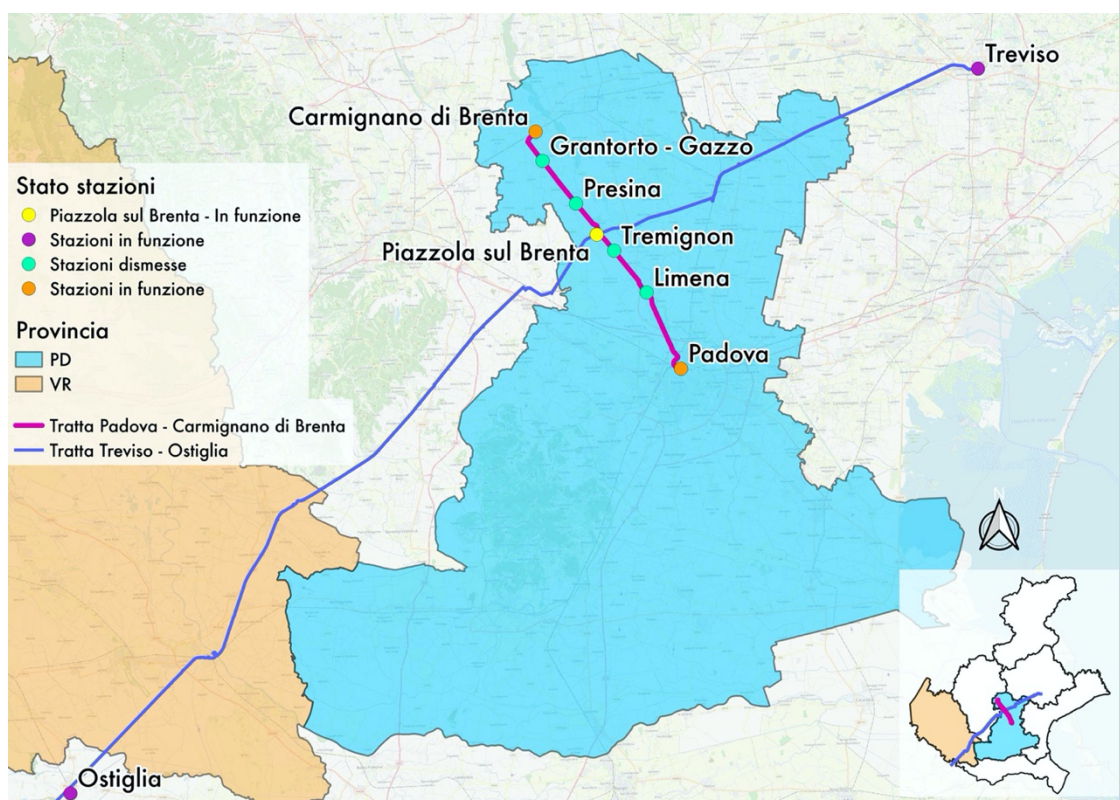 Treviso
Carmignano di Brenta
Grantorto - Gazzo
Presina
Tremignon
Piazzola sul Brenta
Limena
Padova
Stato stazioni
Piazzola sul Brenta - In funzione
Stazioni in funzione
Stazioni dismesse
Stazioni in funzione
Provincia
PD
VR
Tratta Padova - Carmignano di Brenta
Tratta Treviso - Ostiglia
Ostiglia